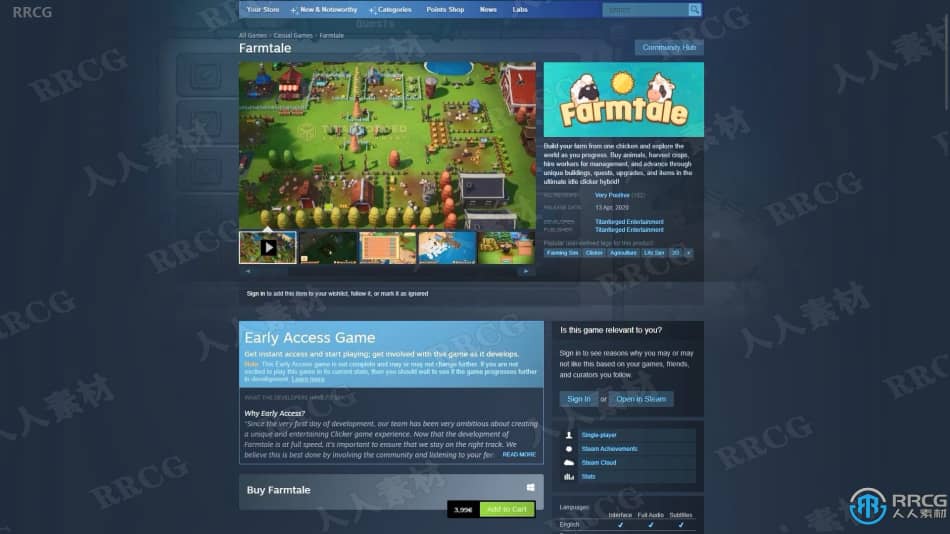 RRCG
Your Store New & Noteworthy Categories Points Shop News Labs search
Quests
All Games > Casual Games > Farmtale
Farmtale
Community Hub
Farmtale
Build your farm from one chicken and explore the
world as you progress. Buy animals, harvest crops,
hire workers for management, and advance through
unique buildings, quests, upgrades, and items in the
ultimate idle clicker hybrid!
ALL REVIEWS: Very Positive
RELEASE DATE: 13 Apr, 2020
DEVELOPER: Titanforged Entertainment
PUBLISHER: Titanforged Entertainment
Popular user-defined tags for this product:
Farming Sim Clicker Agriculture Life Sim +
Sign in to add this item to your wishlist, follow it, or mark it as ignored
Early Access Game
Get instant access and start playing; get involved with this game as it develops.
Note: This Early Access game is not complete and may or may not change further. If you are not
excited to play this game in its current state, then you should wait to see if the game progresses further
in development. Learn more
WHAT THE DEVELOPERS HAVE TO SAY:
Why Early Access?
"Since the very first day of development, our team has been very ambitious about creating
a unique and entertaining Clicker game experience. Now that the development of
Farmtale is at full speed, it's important to ensure that we stay on the right track. We
believe this is best done by involving the community and listening to your fee
READ MORE
Buy Farmtale
3,99€ Add to Cart
Is this game relevant to you?
Sign in to see reasons why you may or may
not like this based on your games, friends,
and curators you follow.
Sign In or Open in Steam
Single-player
Steam Achievements
Steam Cloud
Stats
Languages:
Interface Full Audio Subtitles
English ✔ ✔ ✔
RRCG
人人素材